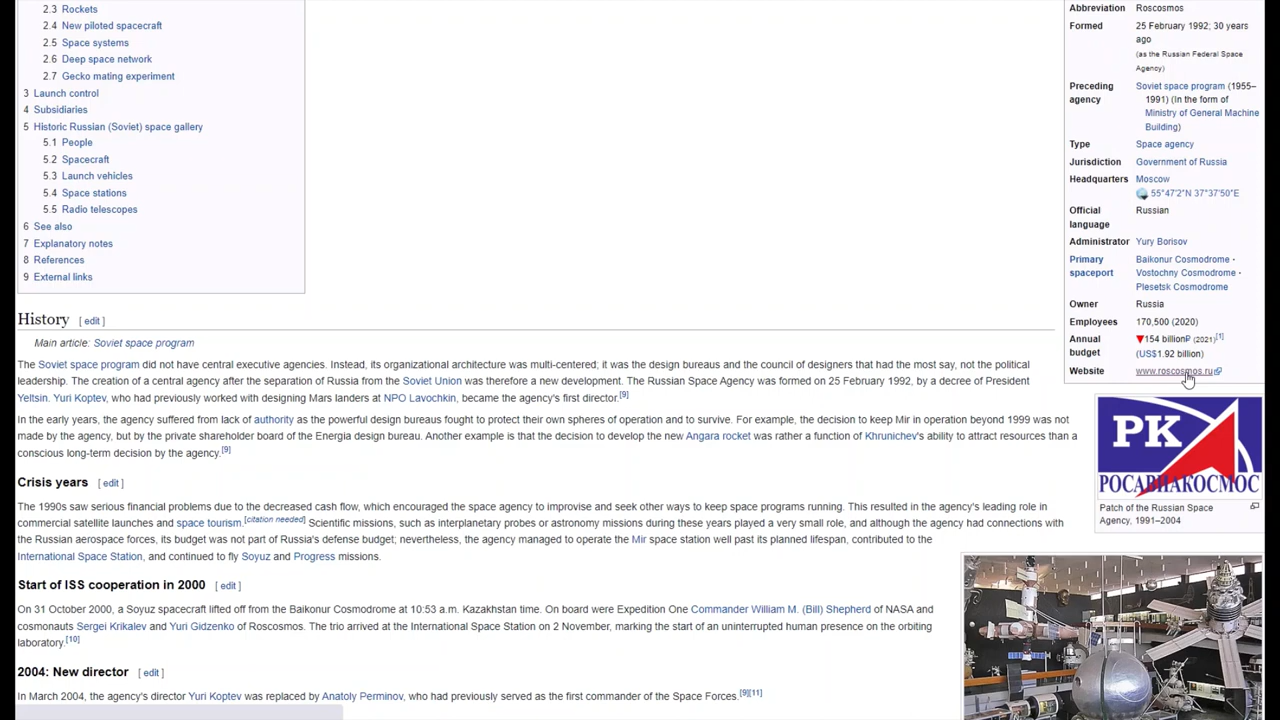 2.3 Rockets
2.4 New piloted spacecraft
2.5 Space systems
2.6 Deep space network
2.7 Gecko mating experiment
3 Launch control
4 Subsidiaries
5 Historic Russian (Soviet) space gallery
5.1 People
5.2 Spacecraft
5.3 Launch vehicles
5.4 Space stations
5.5 Radio telescopes
6 See also
7 Explanatory notes
8 References
9 External links
Abbreviation Roscosmos
Formed 25 February 1992; 30 years
ago
(as the Russian Federal Space
Agency)
Preceding Soviet space program (1955–
agency 1991) (In the form of
Ministry of General Machine
Building)
Type Space agency
Jurisdiction Government of Russia
Headquarters Moscow
55°47′2″N 37°37′50″E
Official Russian
language
Administrator Yury Borisov
Primary Baikonur Cosmodrome ·
spaceport Vostochny Cosmodrome ·
Plesetsk Cosmodrome
Owner Russia
Employees 170,500 (2020)
Annual ▼154 billion₽ (2021)[1]
budget (US$1.92 billion)
Website www.roscosmos.ru
РК
РОСАВИАКОСМОС
Patch of the Russian Space
Agency, 1991–2004
History [ edit ]
Main article: Soviet space program
The Soviet space program did not have central executive agencies. Instead, its organizational architecture was multi-centered; it was the design bureaus and the council of designers that had the most say, not the political
leadership. The creation of a central agency after the separation of Russia from the Soviet Union was therefore a new development. The Russian Space Agency was formed on 25 February 1992, by a decree of President
Yeltsin. Yuri Koptev, who had previously worked with designing Mars landers at NPO Lavochkin, became the agency's first director.[9]
In the early years, the agency suffered from lack of authority as the powerful design bureaus fought to protect their own spheres of operation and to survive. For example, the decision to keep Mir in operation beyond 1999 was not
made by the agency, but by the private shareholder board of the Energia design bureau. Another example is that the decision to develop the new Angara rocket was rather a function of Khrunichev's ability to attract resources than a
conscious long-term decision by the agency.[9]
Crisis years [ edit ]
The 1990s saw serious financial problems due to the decreased cash flow, which encouraged the space agency to improvise and seek other ways to keep space programs running. This resulted in the agency's leading role in
commercial satellite launches and space tourism.[citation needed] Scientific missions, such as interplanetary probes or astronomy missions during these years played a very small role, and although the agency had connections with
the Russian aerospace forces, its budget was not part of Russia's defense budget; nevertheless, the agency managed to operate the Mir space station well past its planned lifespan, contributed to the
International Space Station, and continued to fly Soyuz and Progress missions.
Start of ISS cooperation in 2000 [ edit ]
On 31 October 2000, a Soyuz spacecraft lifted off from the Baikonur Cosmodrome at 10:53 a.m. Kazakhstan time. On board were Expedition One Commander William M. (Bill) Shepherd of NASA and
cosmonauts Sergei Krikalev and Yuri Gidzenko of Roscosmos. The trio arrived at the International Space Station on 2 November, marking the start of an uninterrupted human presence on the orbiting
laboratory.[10]
2004: New director [ edit ]
In March 2004, the agency's director Yuri Koptev was replaced by Anatoly Perminov, who had previously served as the first commander of the Space Forces.[9][11]